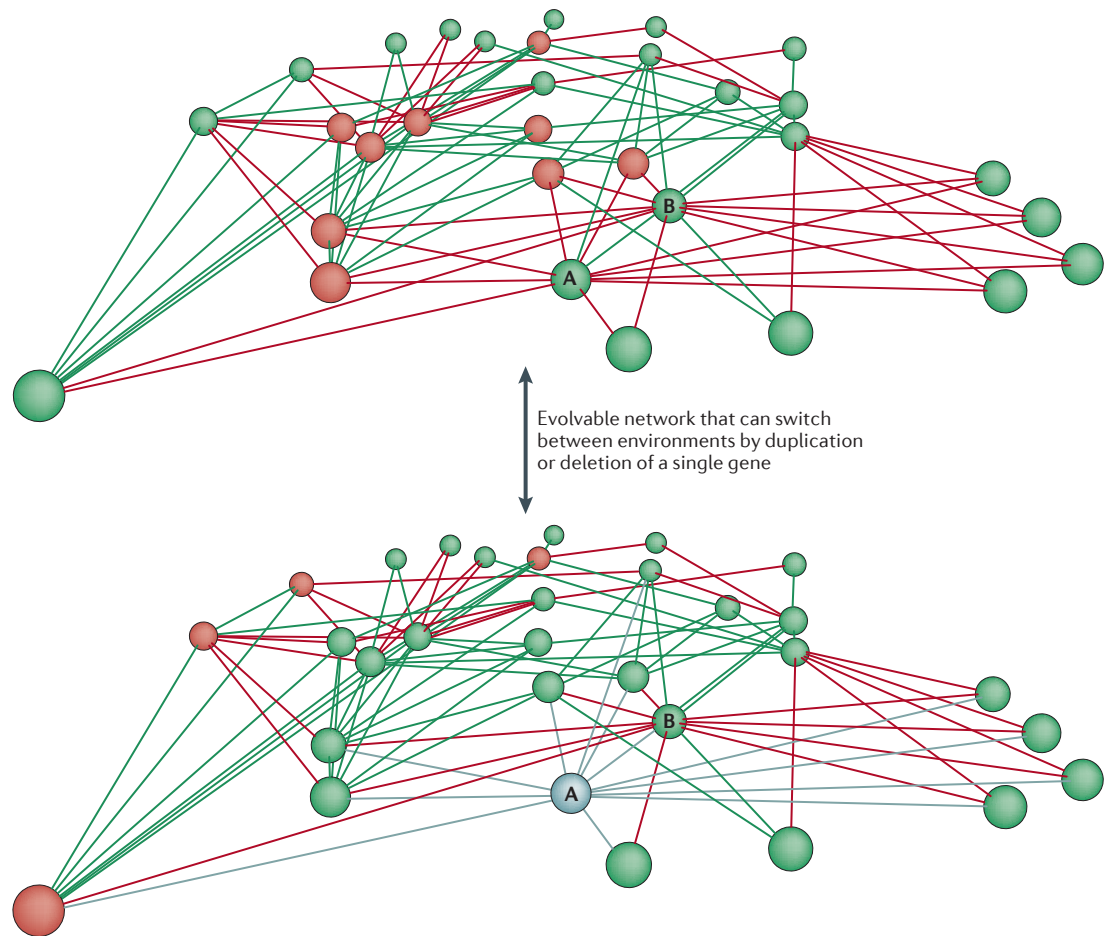 B
A
Evolvable network that can switch
between environments by duplication
or deletion of a single gene
B
A